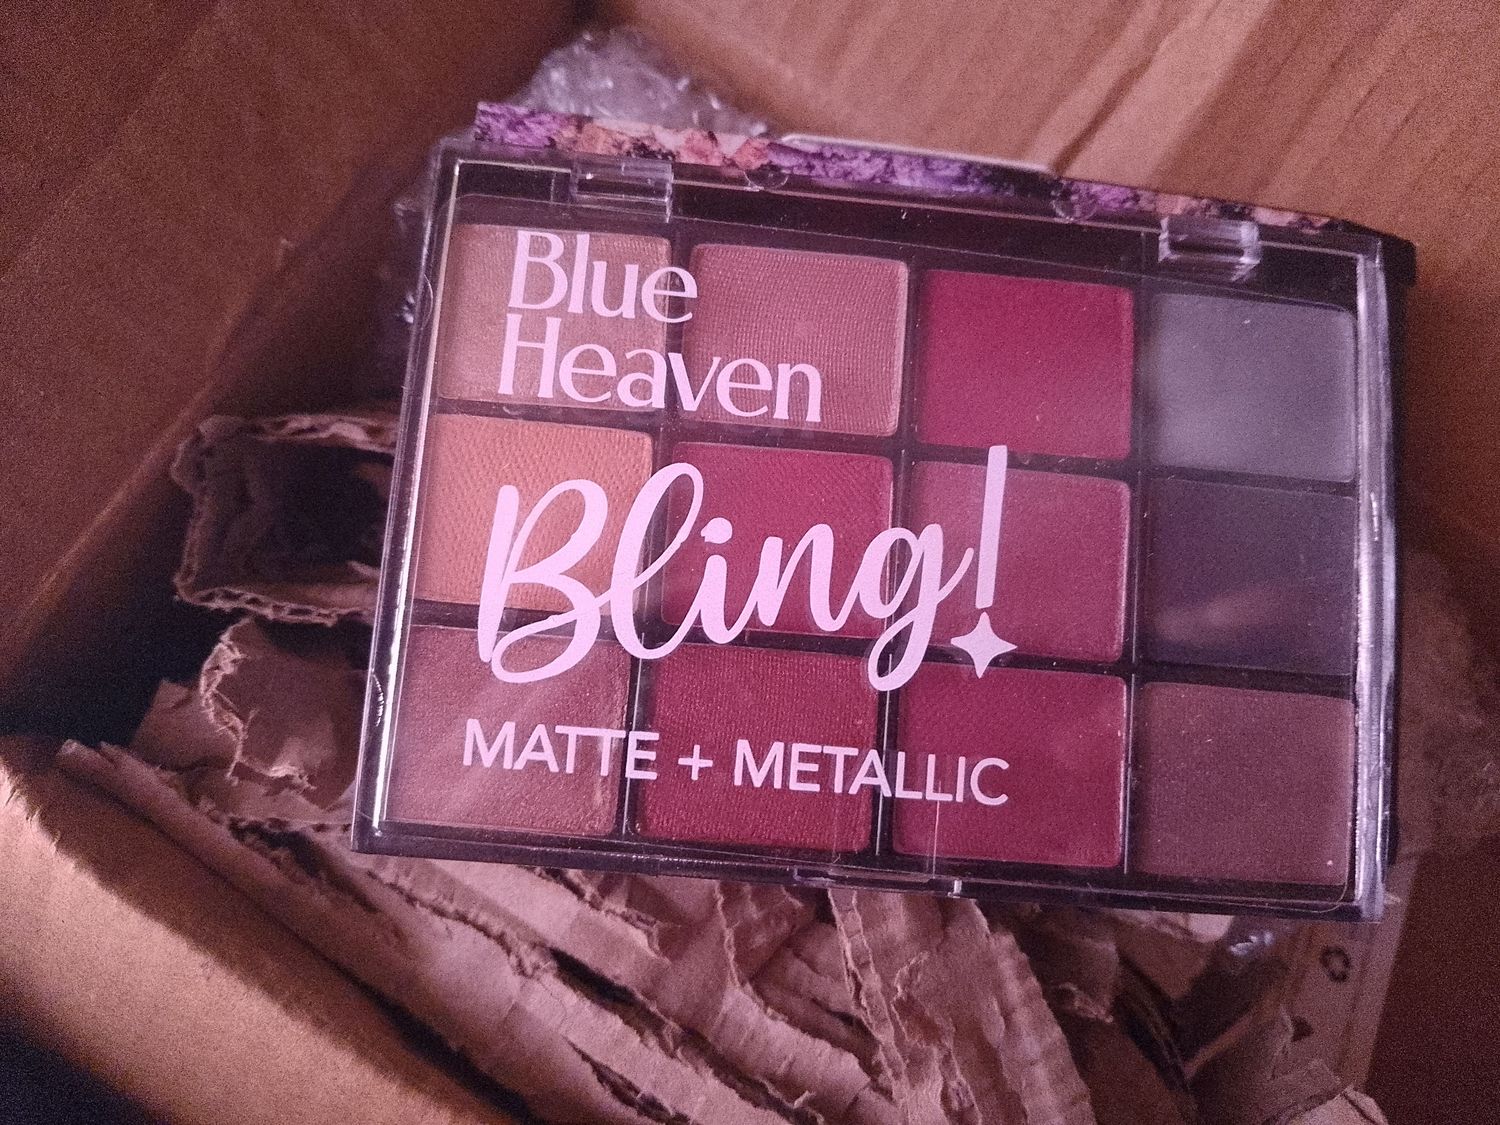 Blue
Heaven
Bling!
MATTE + METALLIC